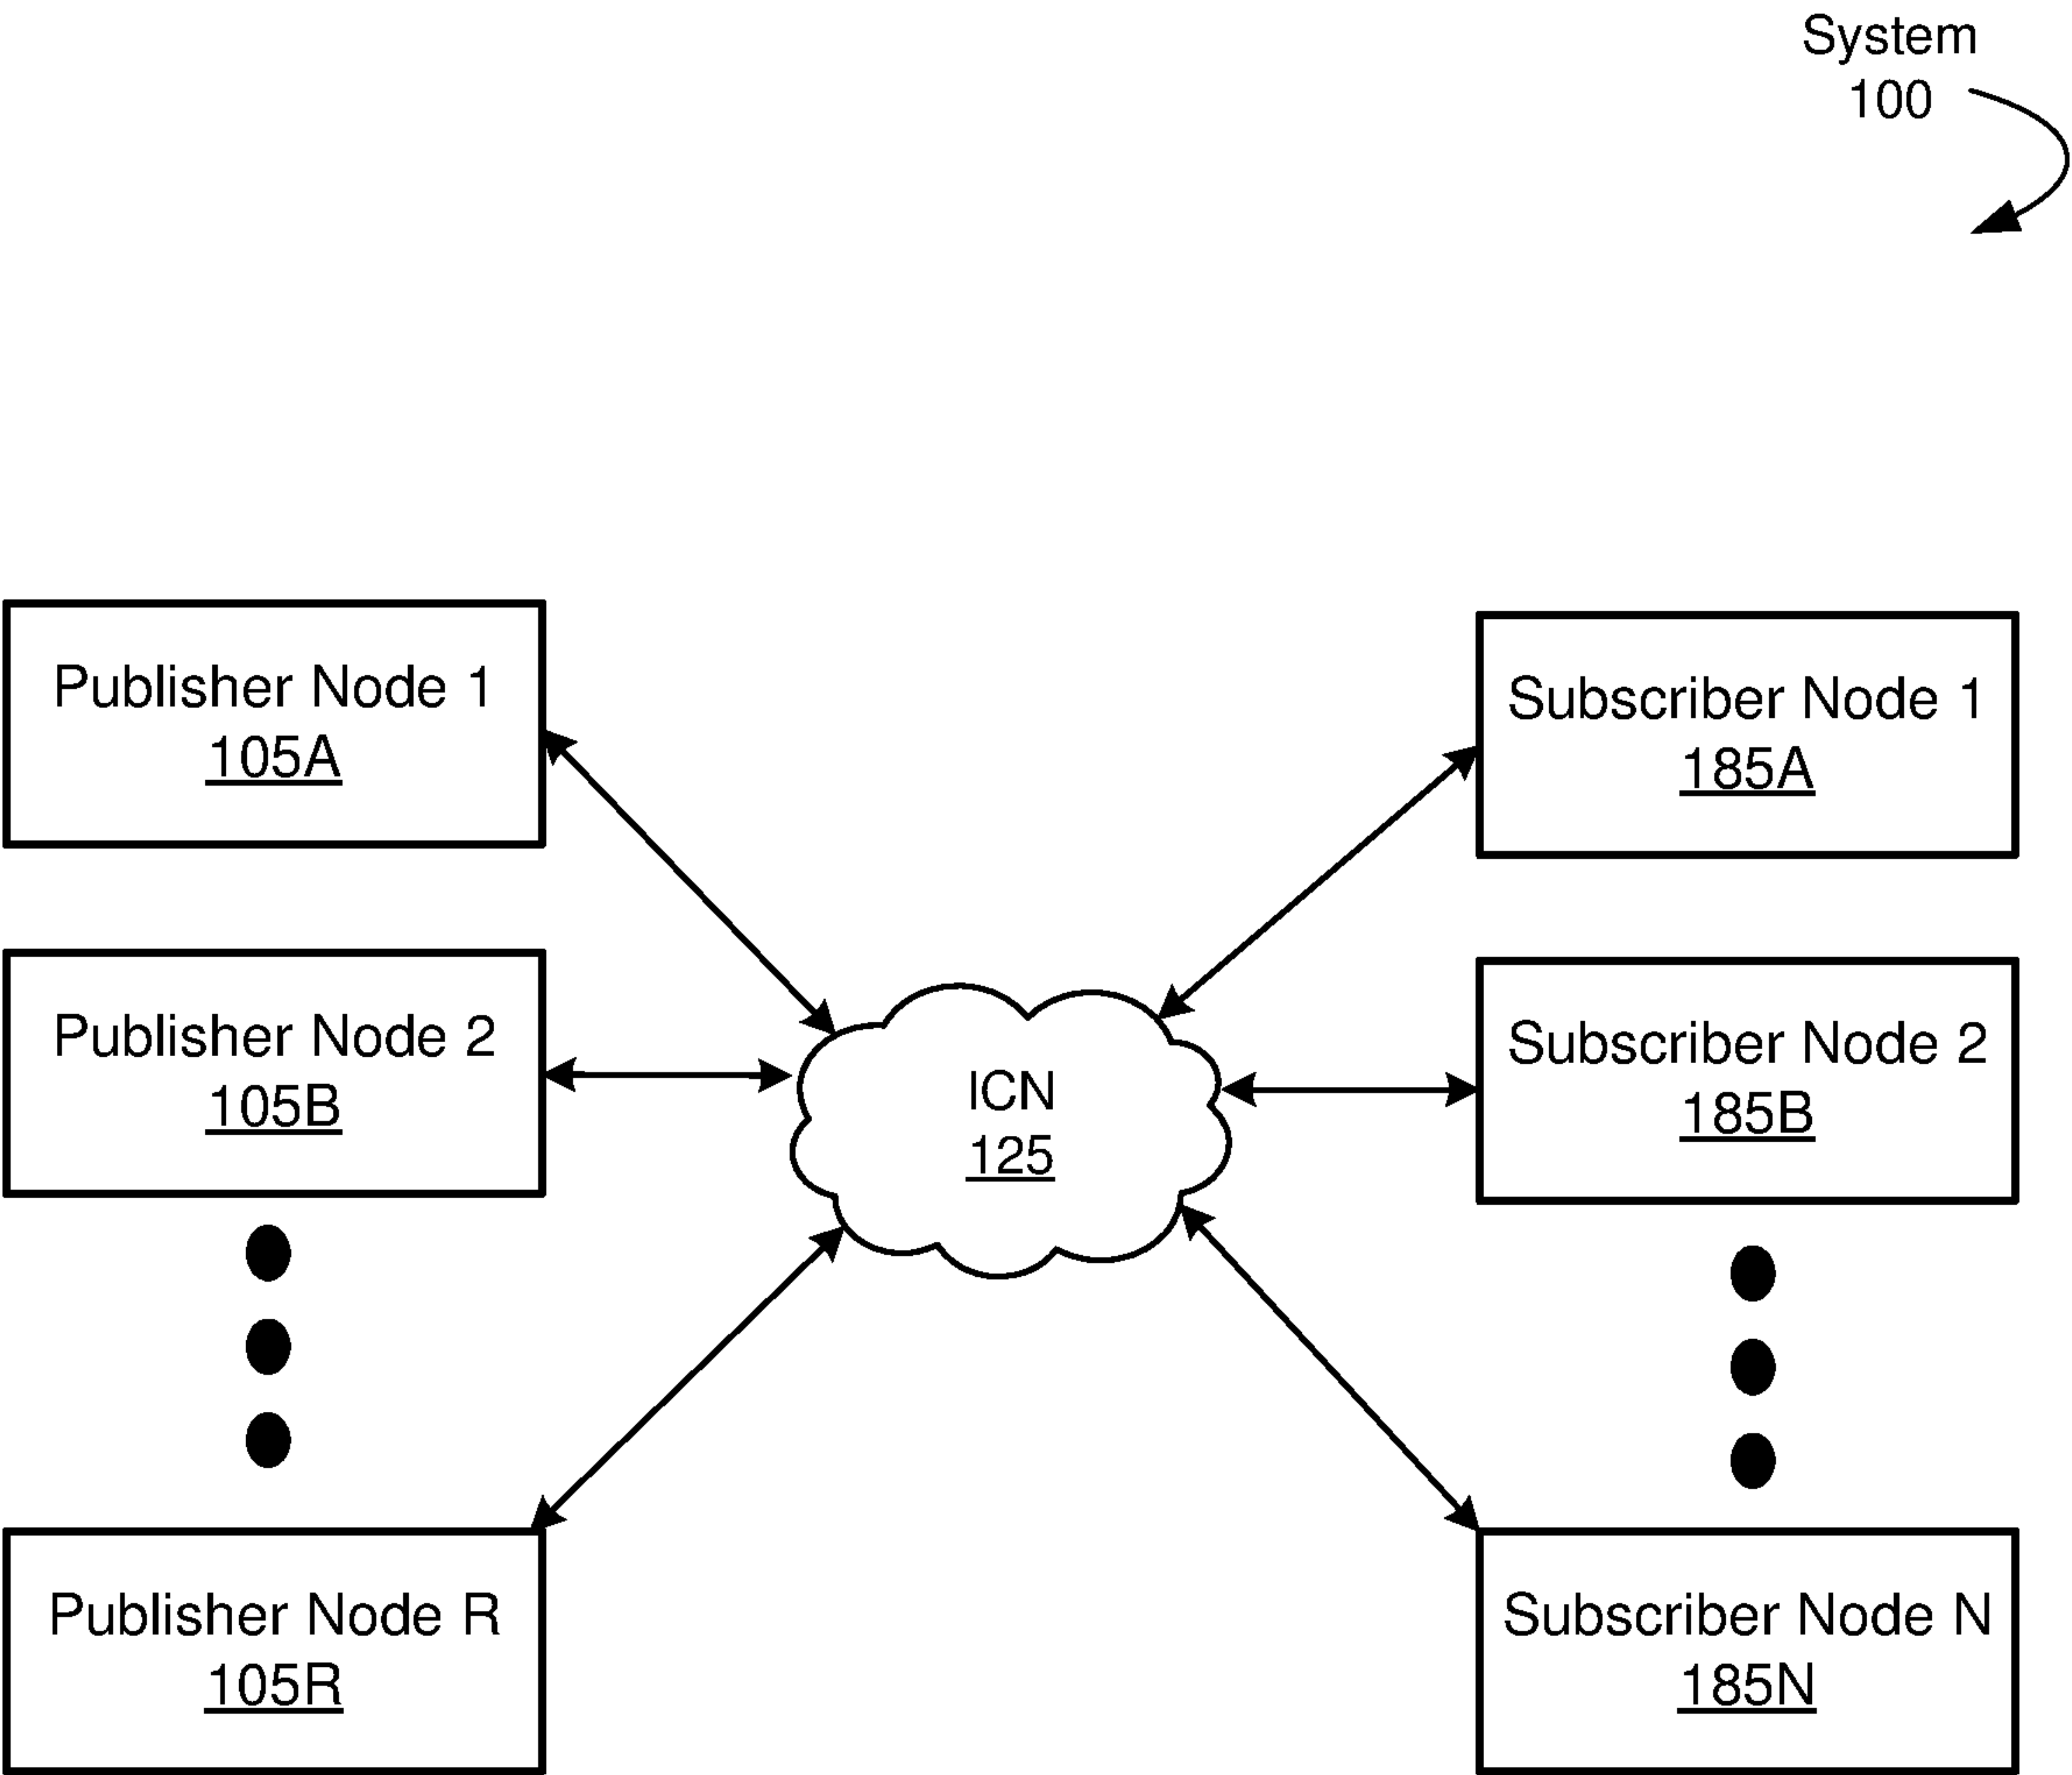 System
100
Publisher Node 1
105A
Subscriber Node 1
185A
Publisher Node 2
105B
ICN
125
Subscriber Node 2
185B
Publisher Node R
105R
Subscriber Node N
185N